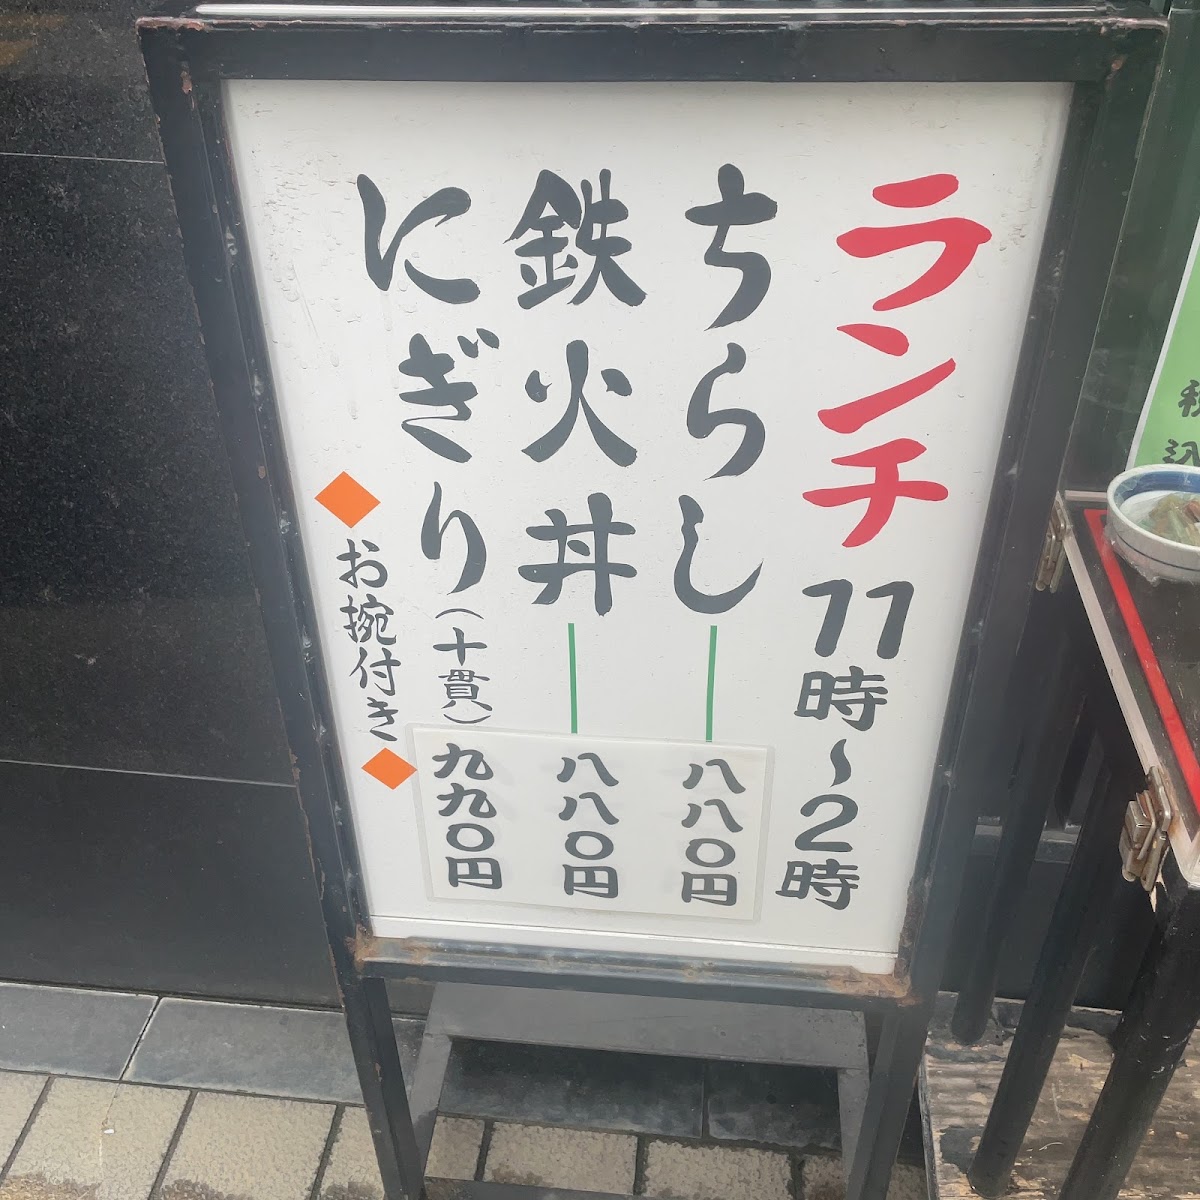 ランチ 11時～2時
ちらし 八八〇円
鉄火丼 八八〇円
にぎり(十貫) 九九〇円
お椀付き